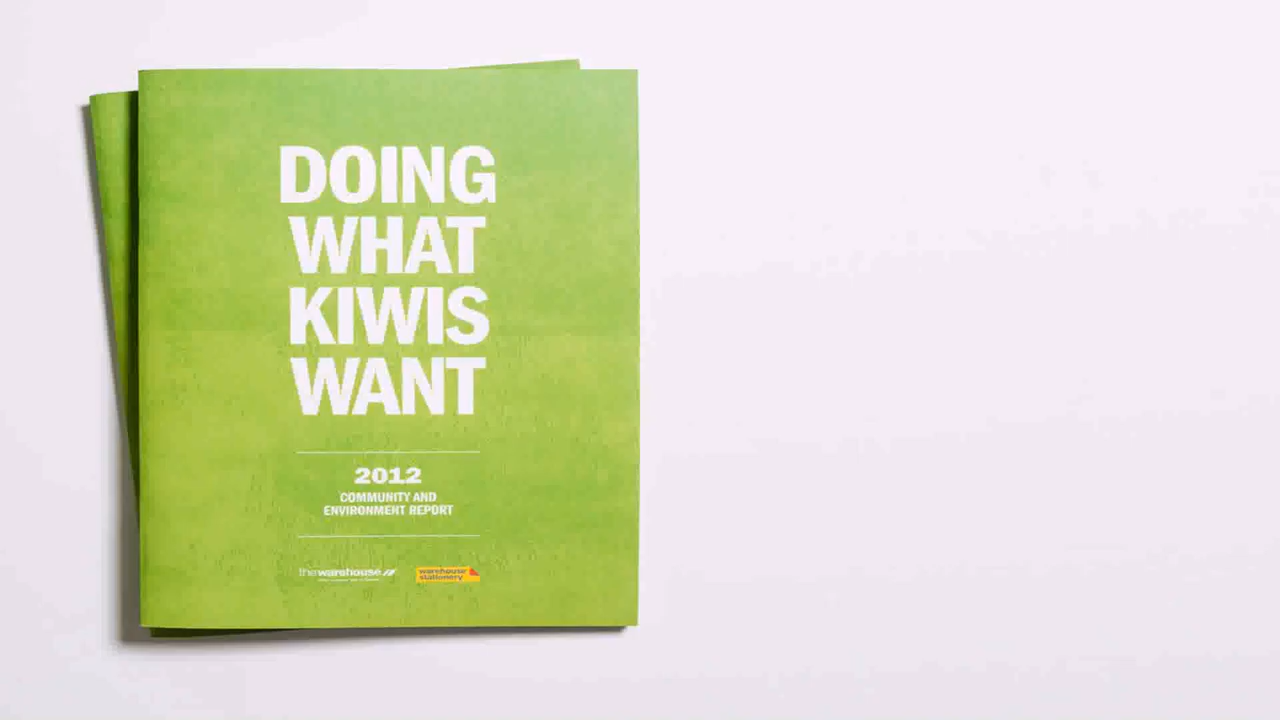 DOING
WHAT
KIWIS
WANT
2012
COMMUNITY AND
ENVIRONMENT REPORT
thewarehouse
warehouse
stationery